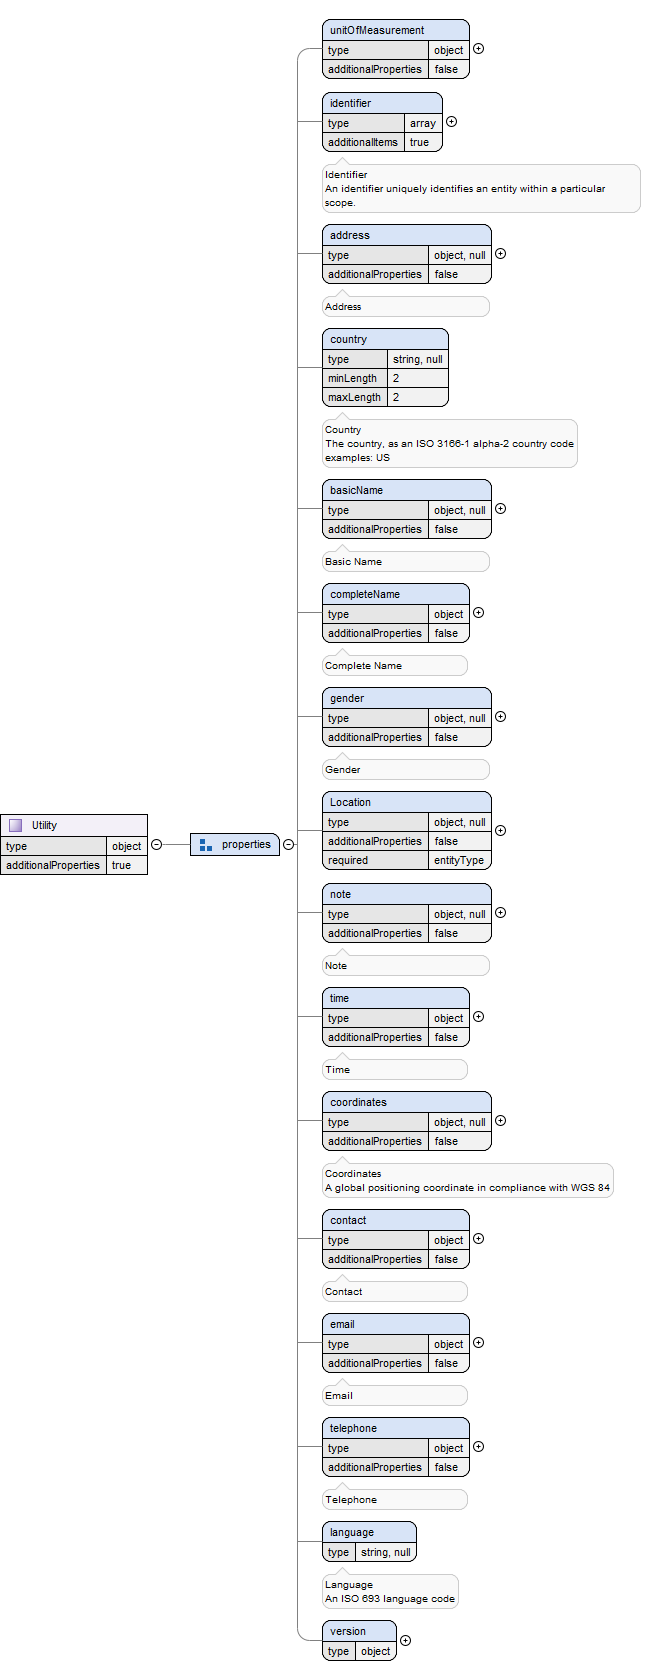 unitOfMeasurement
type object
additionalProperties false
identifier
type array
additionalItems true
Identifier
An identifier uniquely identifies an entity within a particular
scope.
address
type object, null
additionalProperties false
Address
country
type string, null
minLength 2
maxLength 2
Country
The country, as an ISO 3166-1 alpha-2 country code
examples: US
basicName
type object, null
additionalProperties false
Basic Name
completeName
type object
additionalProperties false
Complete Name
gender
type object, null
additionalProperties false
Gender
Utility
type object
additionalProperties true
properties
Location
type object, null
additionalProperties false
required entityType
note
type object, null
additionalProperties false
Note
time
type object
additionalProperties false
Time
coordinates
type object, null
additionalProperties false
Coordinates
A global positioning coordinate in compliance with WGS 84
contact
type object
additionalProperties false
Contact
email
type object
additionalProperties false
Email
telephone
type object
additionalProperties false
Telephone
language
type string, null
Language
An ISO 693 language code
version
type object